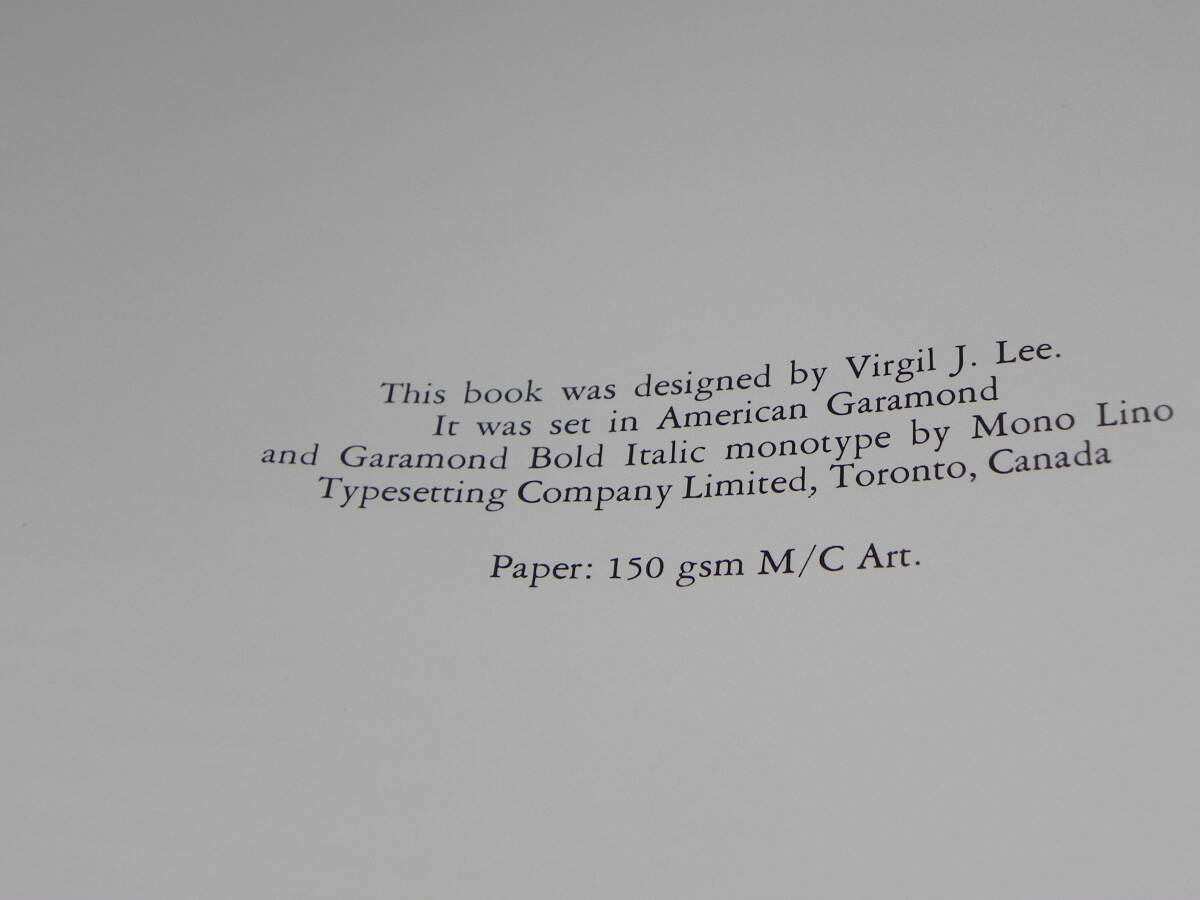 This book was designed by Virgil J. Lee.
It was set in American Garamond
and Garamond Bold Italic monotype by Mono Lino
Typesetting Company Limited, Toronto, Canada
Paper: 150 gsm M/C Art.